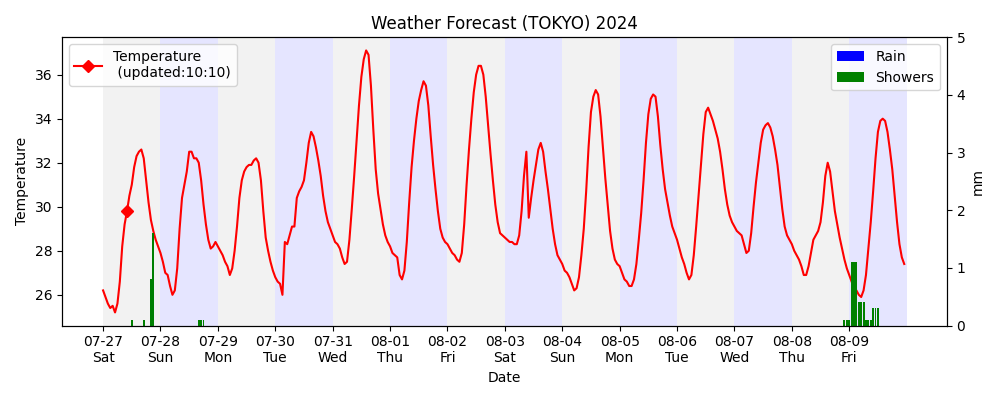 Weather Forecast (TOKYO) 2024
Temperature
(updated:10:10)
Rain
Showers
Temperature
36
34
32
30
28
26
5
4
3
2
1
0
mm
07-27 07-28 07-29 07-30 07-31 08-01 08-02 08-03 08-04 08-05 08-06 08-07 08-08 08-09
Sat Sun Mon Tue Wed Thu Fri Sat Sun Mon Tue Wed Thu Fri
Date